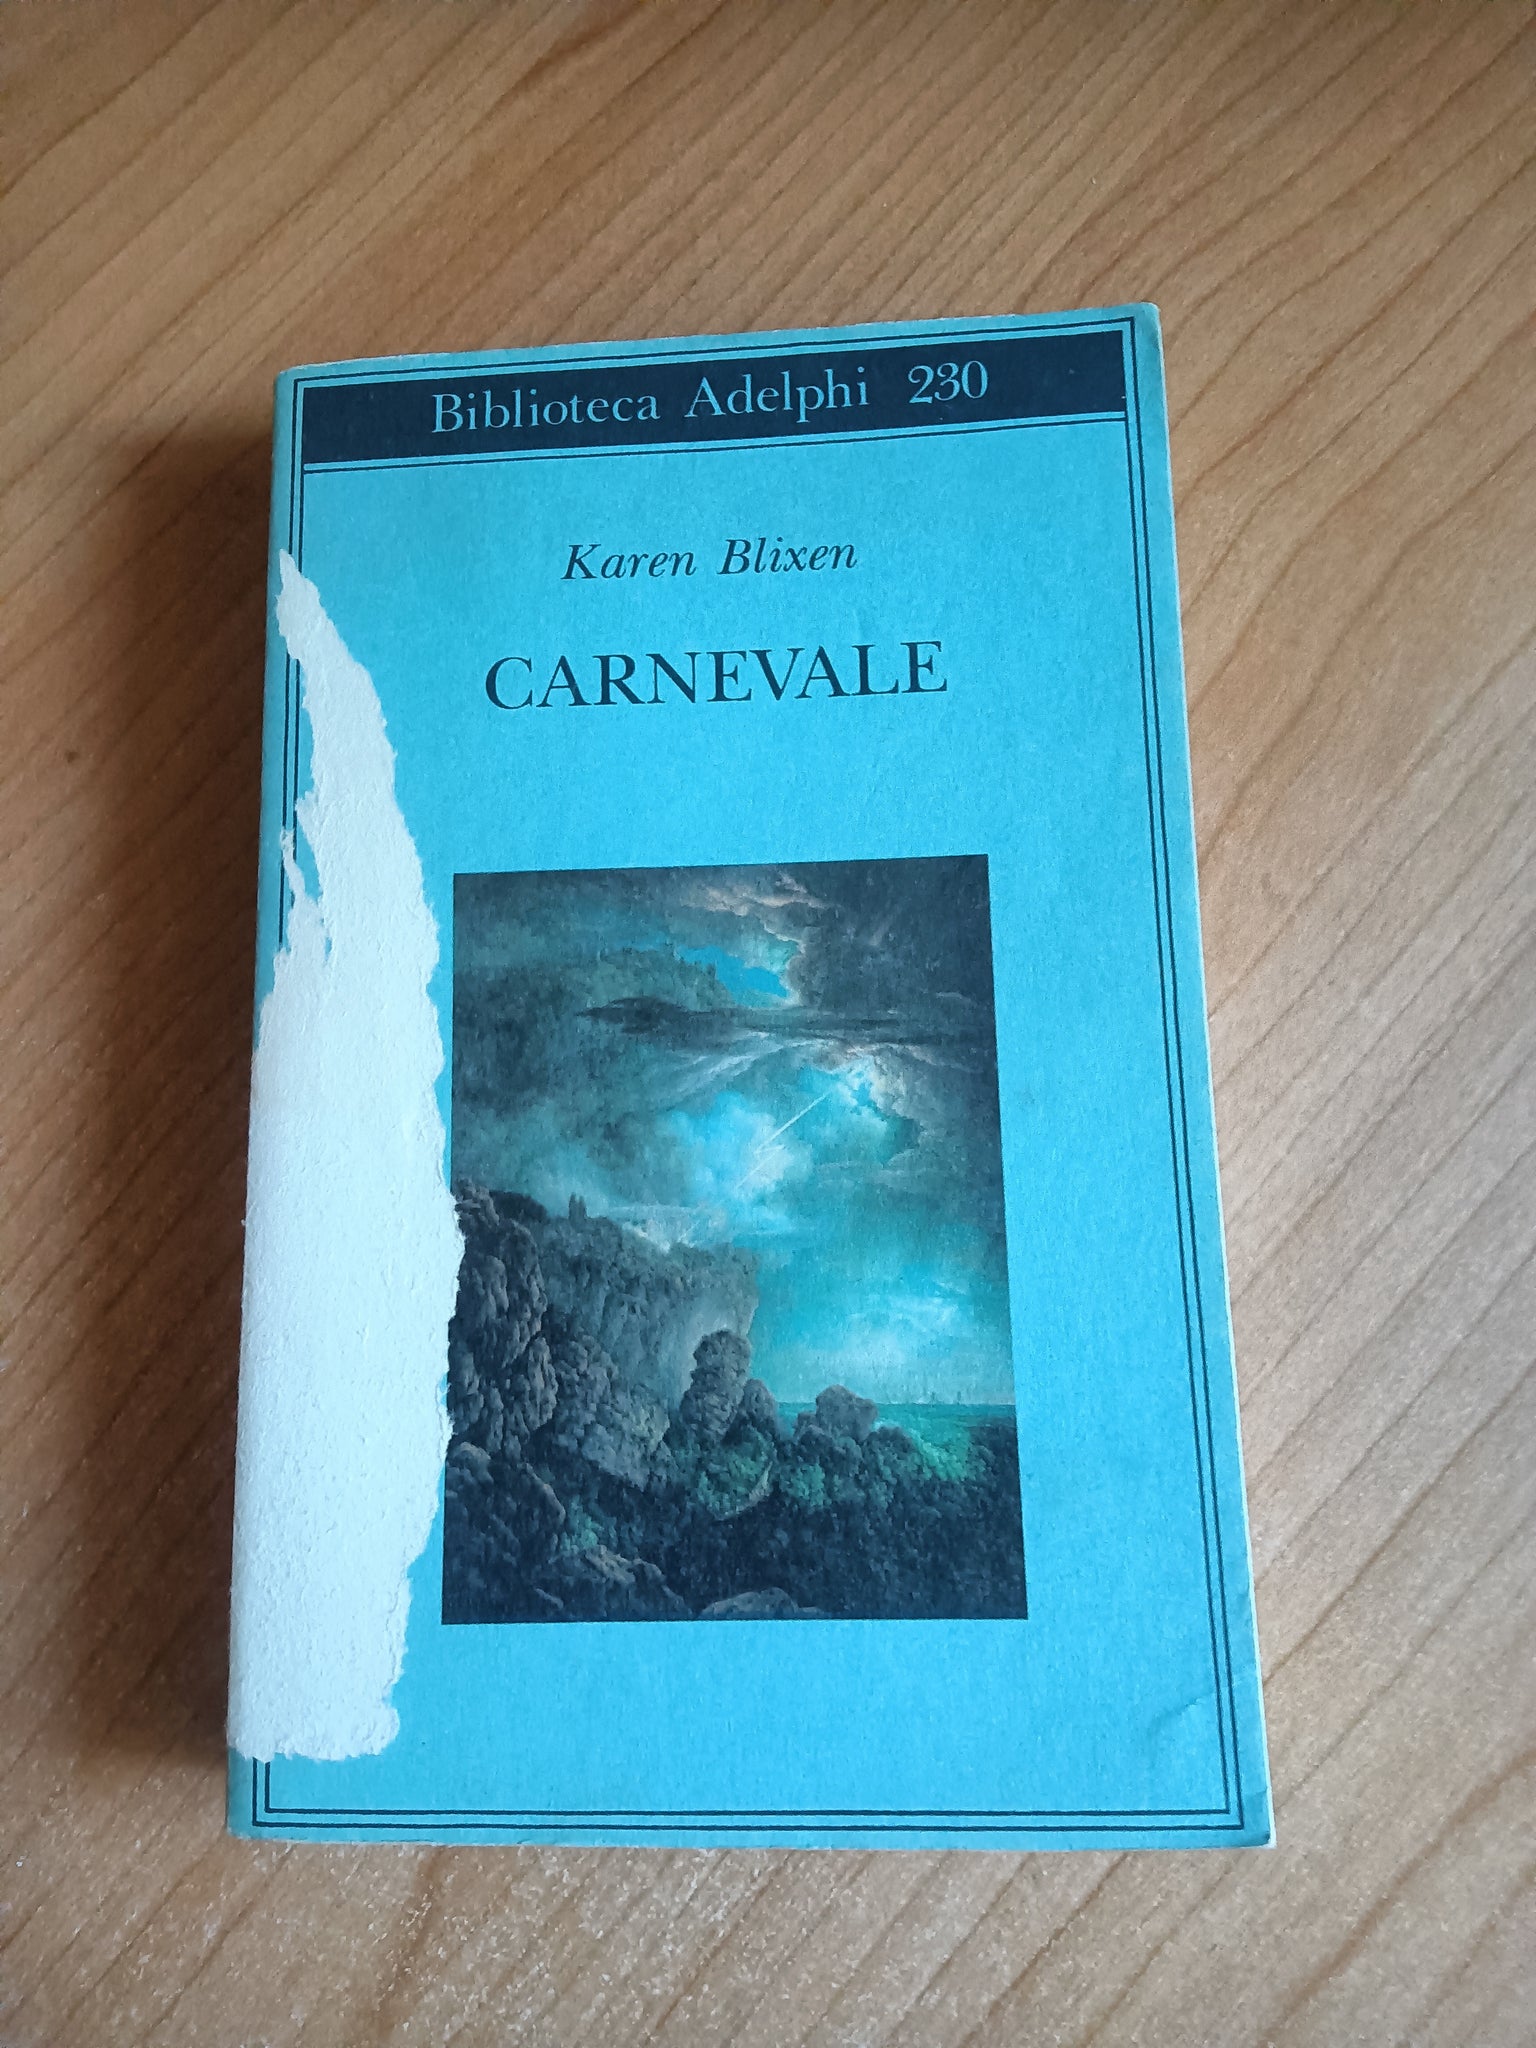 Biblioteca Adelphi 230
Karen Blixen
CARNEVALE